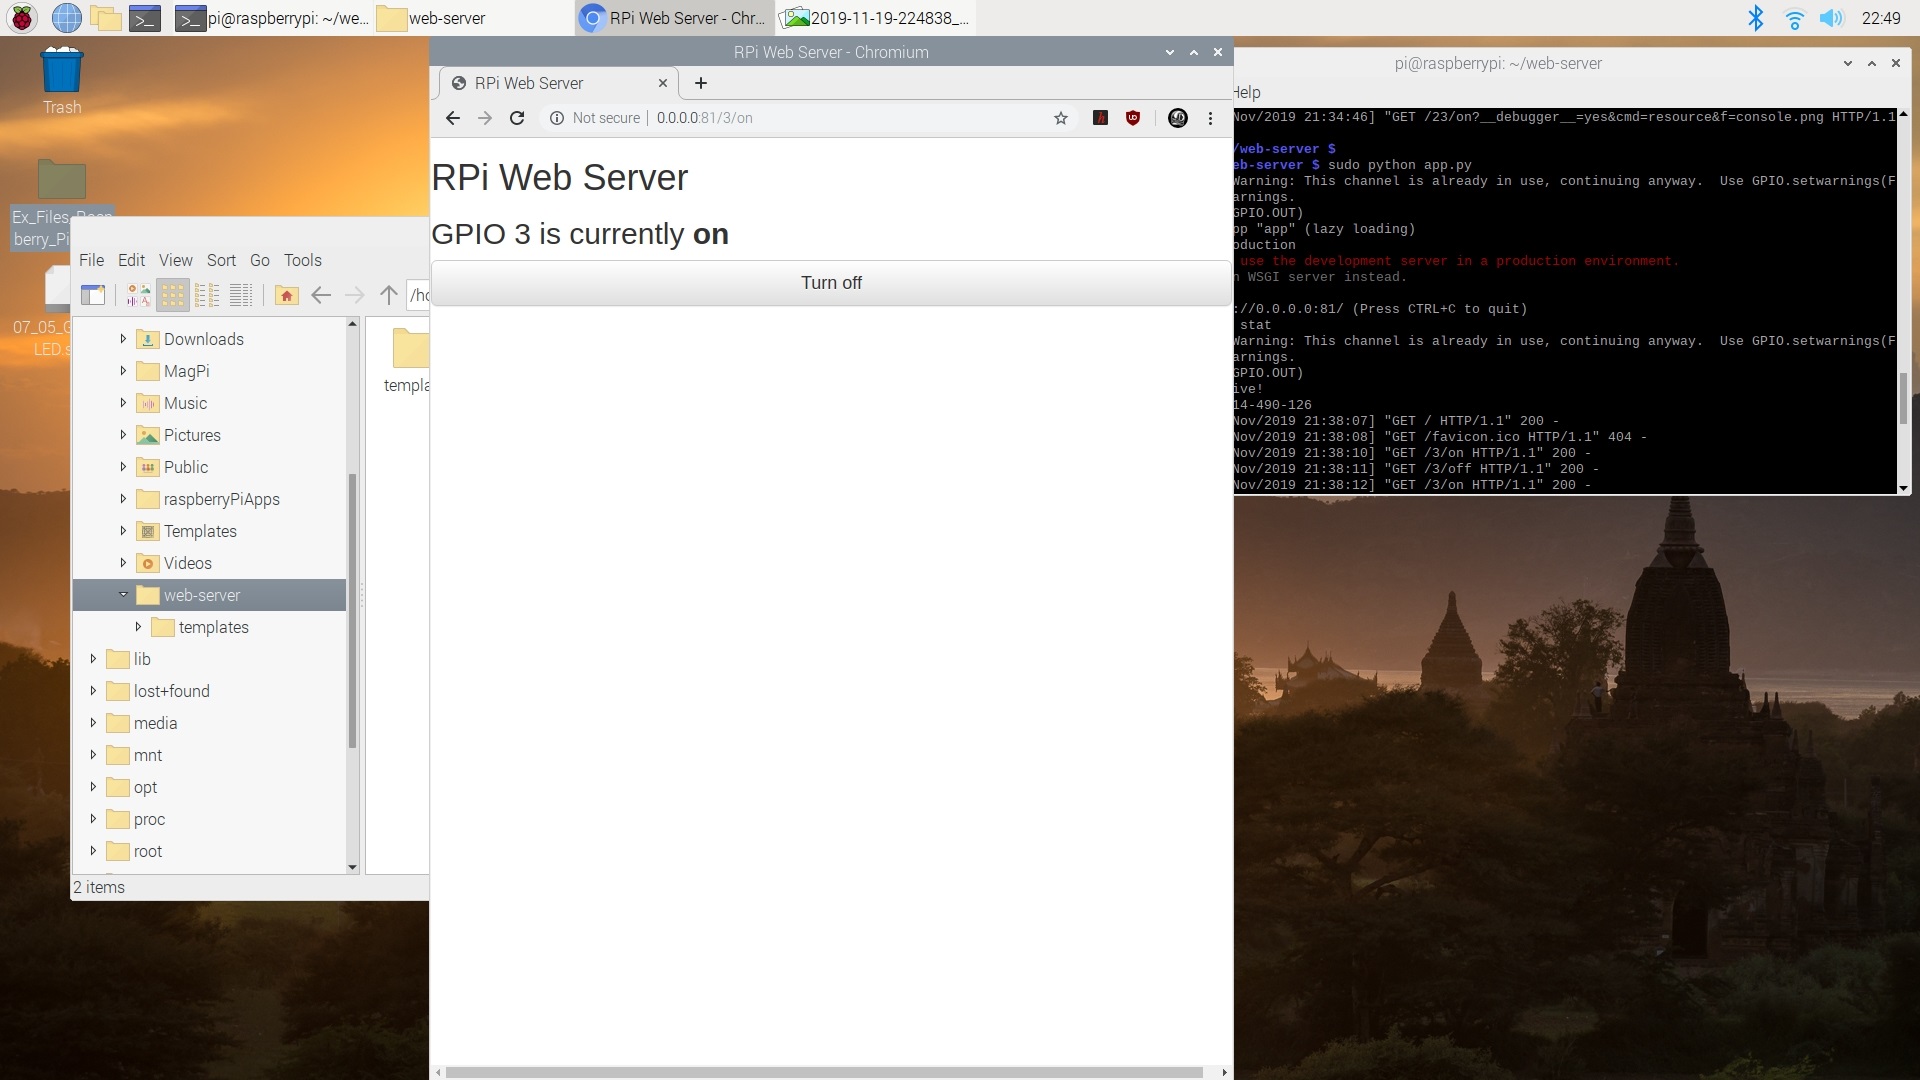 pi@raspberrypi: ~/we...
web-server
RPi Web Server - Chr...
2019-11-19-224838_...
22:49
Trash
Ex_Files_Rasp
berry_Pi
07_05_G
LED.s
File Edit View Sort Go Tools
/ho
Downloads
MagPi
Music
Pictures
Public
raspberryPiApps
Templates
Videos
web-server
templates
lib
lost+found
media
mnt
opt
proc
root
templa
2 items
RPi Web Server - Chromium
RPi Web Server
Not secure | 0.0.0.0:81/3/on
RPi Web Server
GPIO 3 is currently on
Turn off
pi@raspberrypi: ~/web-server
Help
Nov/2019 21:34:46] "GET /23/on?__debugger__=yes&cmd=resource&f=console.png HTTP/1.1
/web-server $
eb-server $ sudo python app.py
Warning: This channel is already in use, continuing anyway.  Use GPIO.setwarnings(F
arnings.
GPIO.OUT)
pp "app" (lazy loading)
oduction
use the development server in a production environment.
n WSGI server instead.
://0.0.0.0:81/ (Press CTRL+C to quit)
stat
Warning: This channel is already in use, continuing anyway.  Use GPIO.setwarnings(F
arnings.
GPIO.OUT)
ive!
14-490-126
Nov/2019 21:38:07] "GET / HTTP/1.1" 200 -
Nov/2019 21:38:08] "GET /favicon.ico HTTP/1.1" 404 -
Nov/2019 21:38:10] "GET /3/on HTTP/1.1" 200 -
Nov/2019 21:38:11] "GET /3/off HTTP/1.1" 200 -
Nov/2019 21:38:12] "GET /3/on HTTP/1.1" 200 -